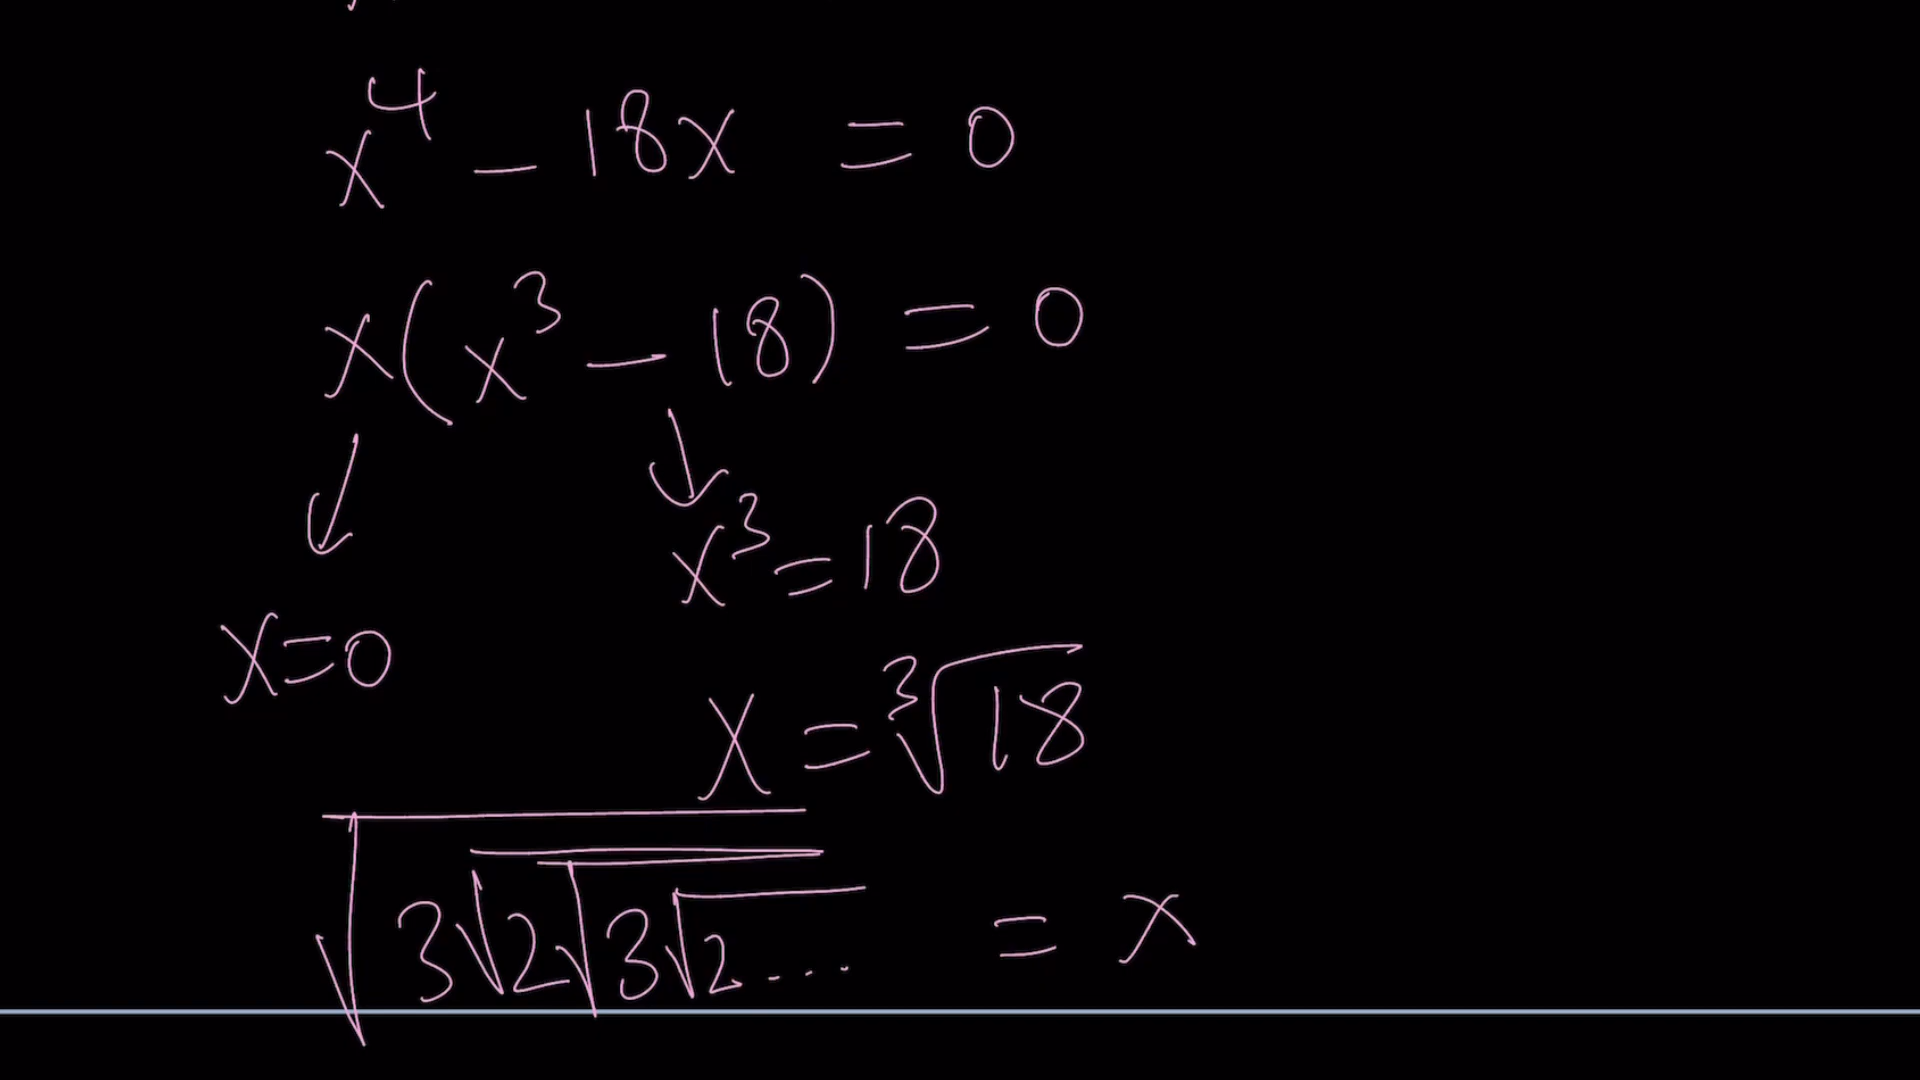 x⁴ - 18x = 0
x(x³ - 18) = 0
x³ = 18
x = 0
x = ∛18
√(3√(2√(3√(2.... = x